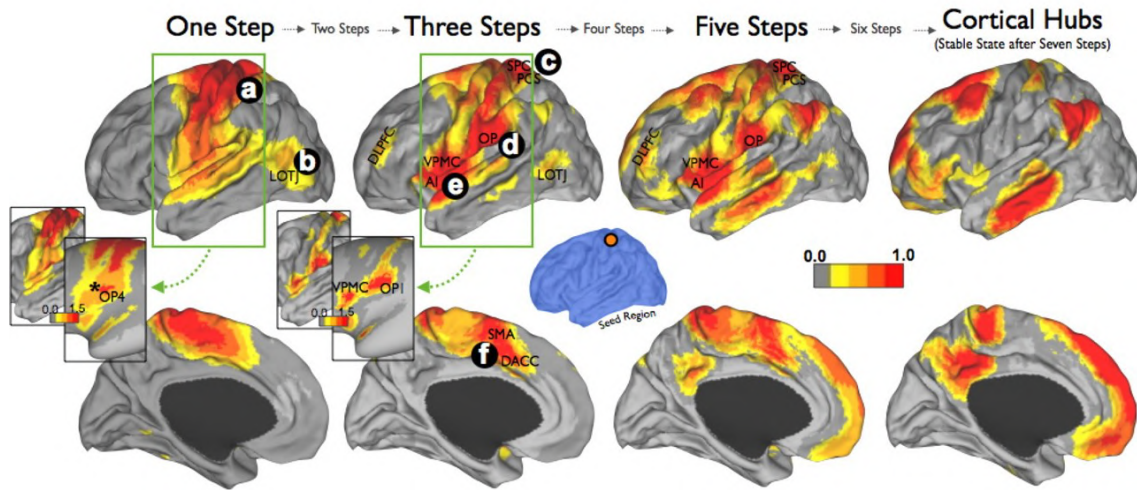 One Step Two Steps Three Steps Four Steps Five Steps Six Steps Cortical Hubs
(Stable State after Seven Steps)
a
b
LOTJ
SPC
c
PCS
DLPFC
OP
d
VPMC
AI
e
LOTJ
SPC
PCS
DLPFC
OP
VPMC
AI
*
OP4
0.0 1.5
VPMC OP1
0.0 1.5
Seed Region
0.0 1.0
SMA
f
DACC